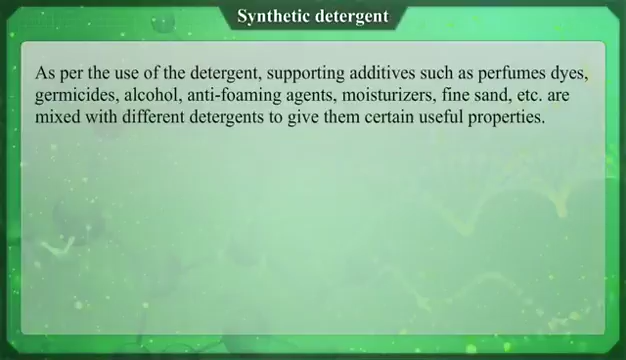 Synthetic detergent
As per the use of the detergent, supporting additives such as perfumes dyes,
germicides, alcohol, anti-foaming agents, moisturizers, fine sand, etc. are
mixed with different detergents to give them certain useful properties.